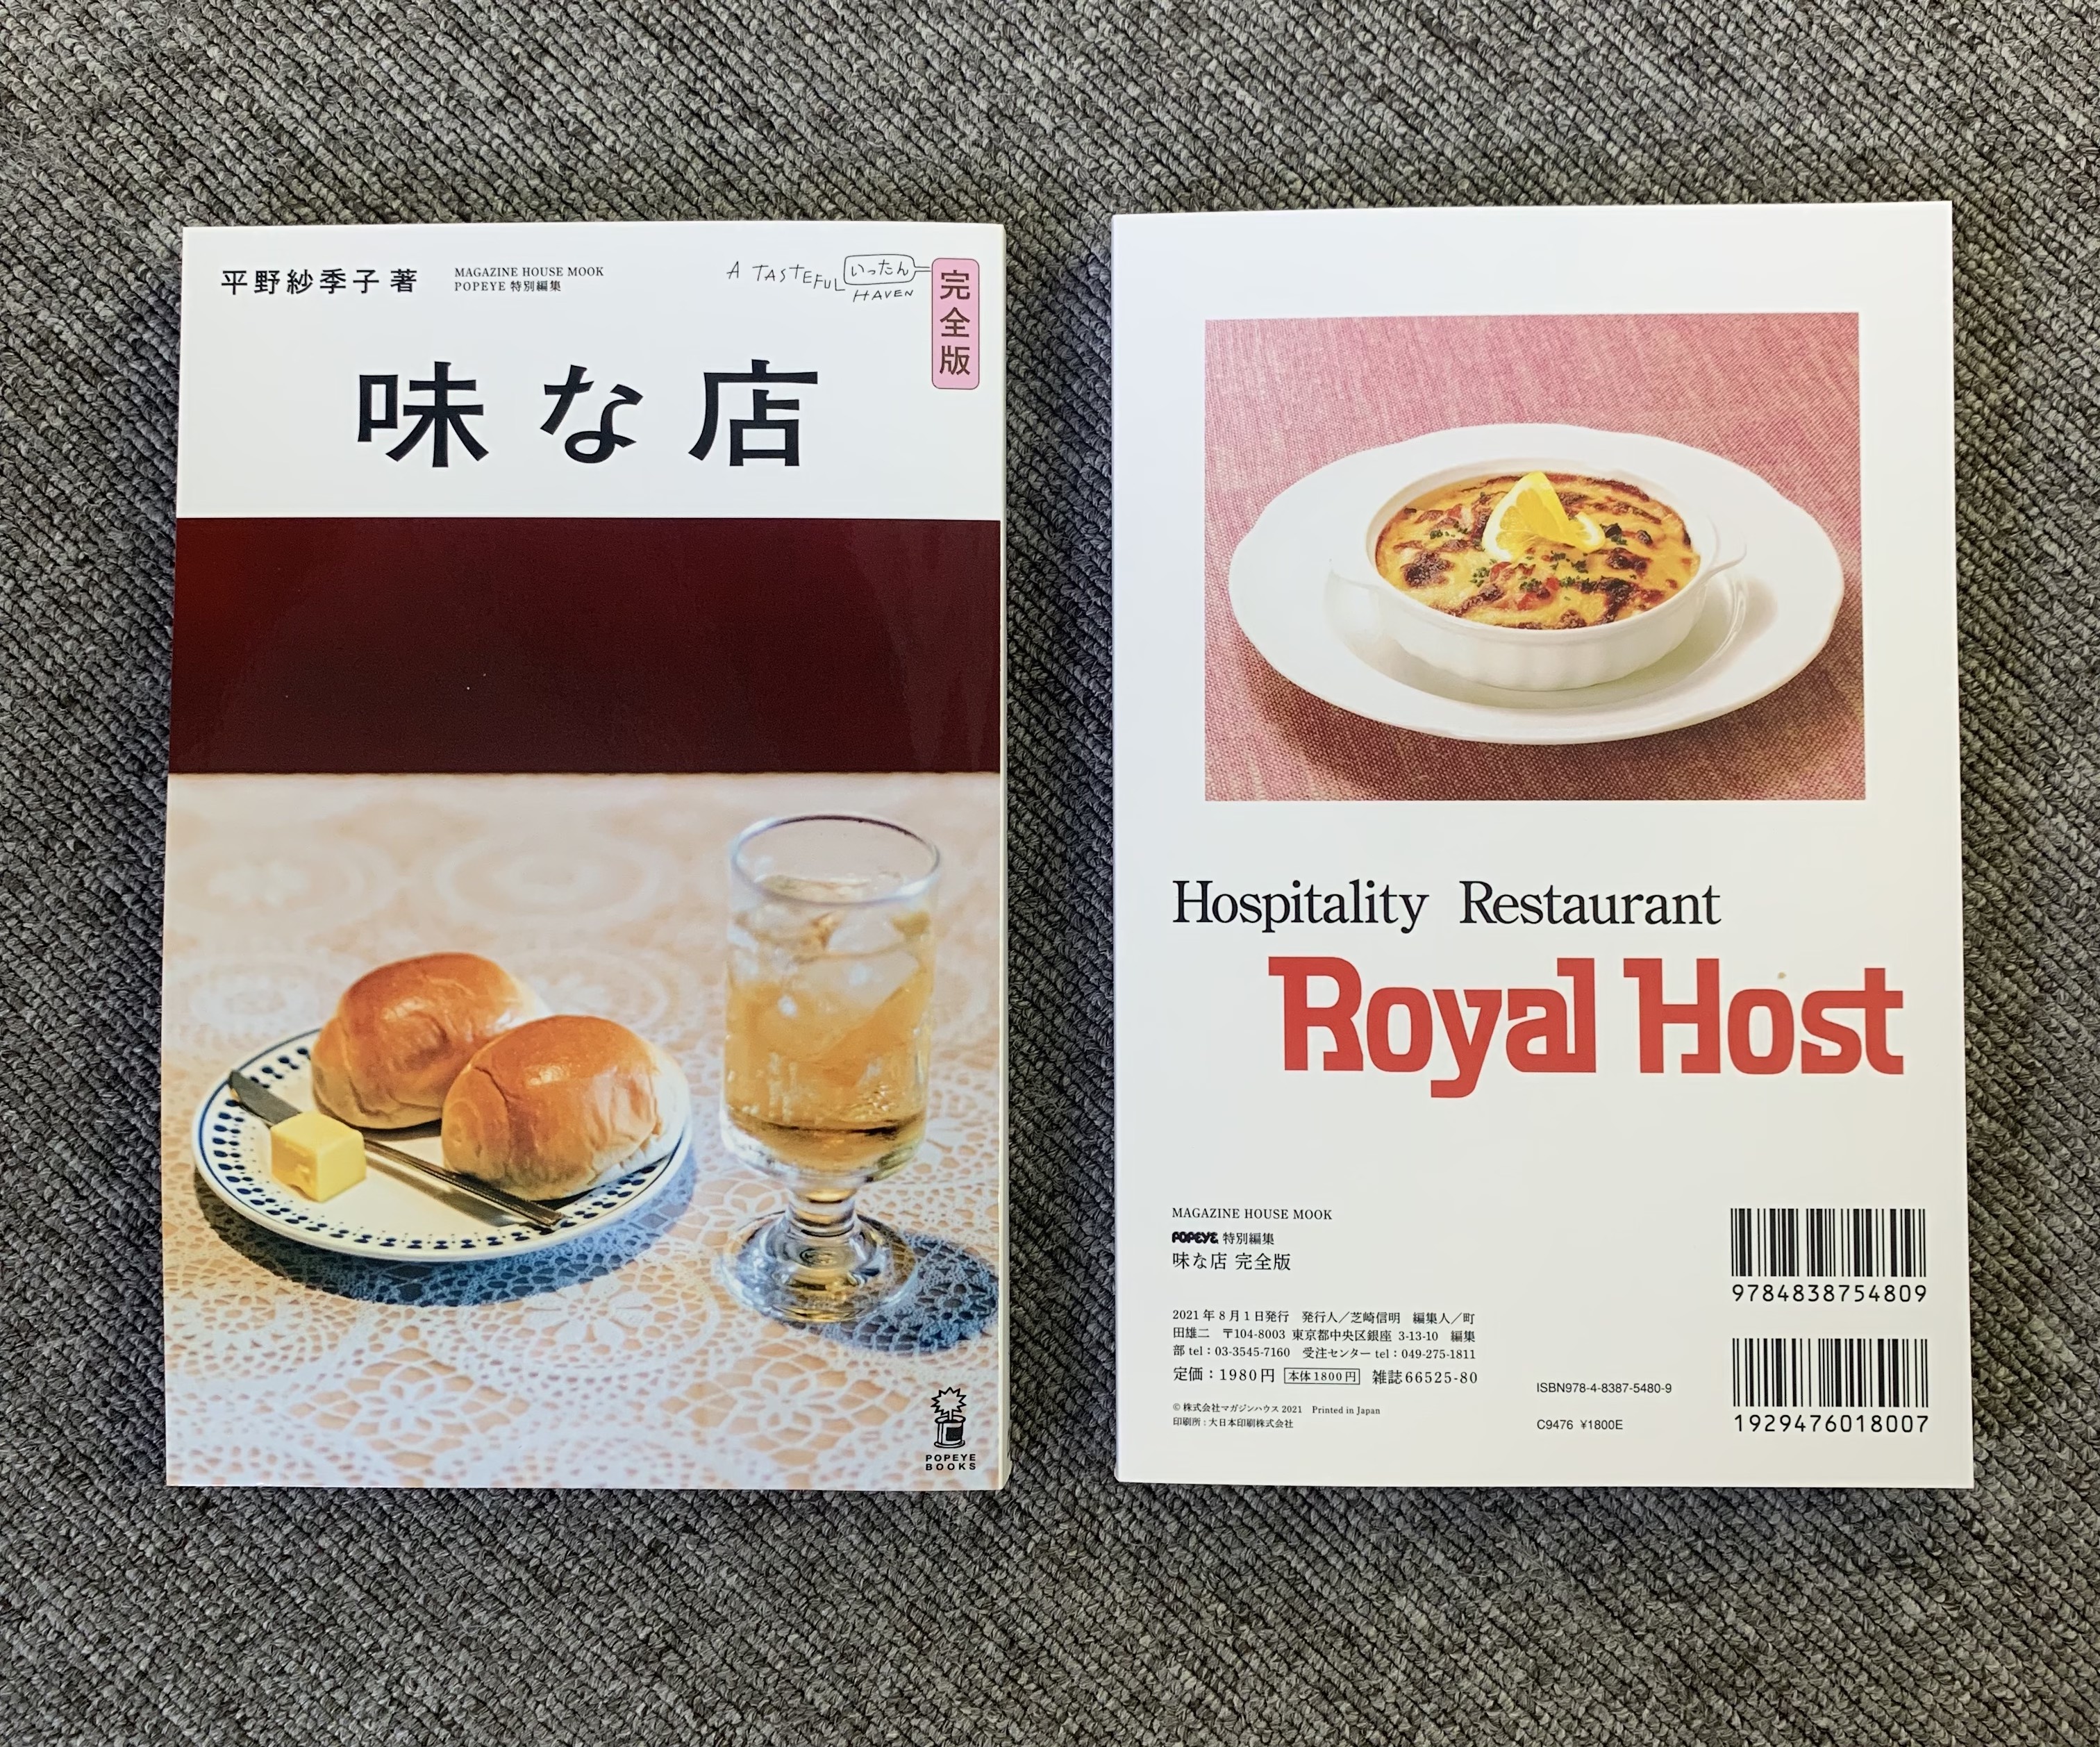 平野紗季子 著
MAGAZINE HOUSE MOOK
POPEYE 特別編集
A TASTEFUL
HAVEN
いったん
完全版
味な店
POPEYE
BOOKS
Hospitality Restaurant
Royal Host
MAGAZINE HOUSE MOOK
POPEYE 特別編集
味な店 完全版
2021年8月1日発行 発行人／芝崎信明 編集人／町
田雄二 〒104-8003 東京都中央区銀座 3-13-10 編集
部 tel：03-3545-7160 受注センター tel：049-275-1811
定価：1980円 本体1800円 雑誌66525-80
© 株式会社マガジンハウス 2021 Printed in Japan
印刷所：大日本印刷株式会社
ISBN978-4-8387-5480-9
C9476 ¥1800E
9784838754809
1929476018007